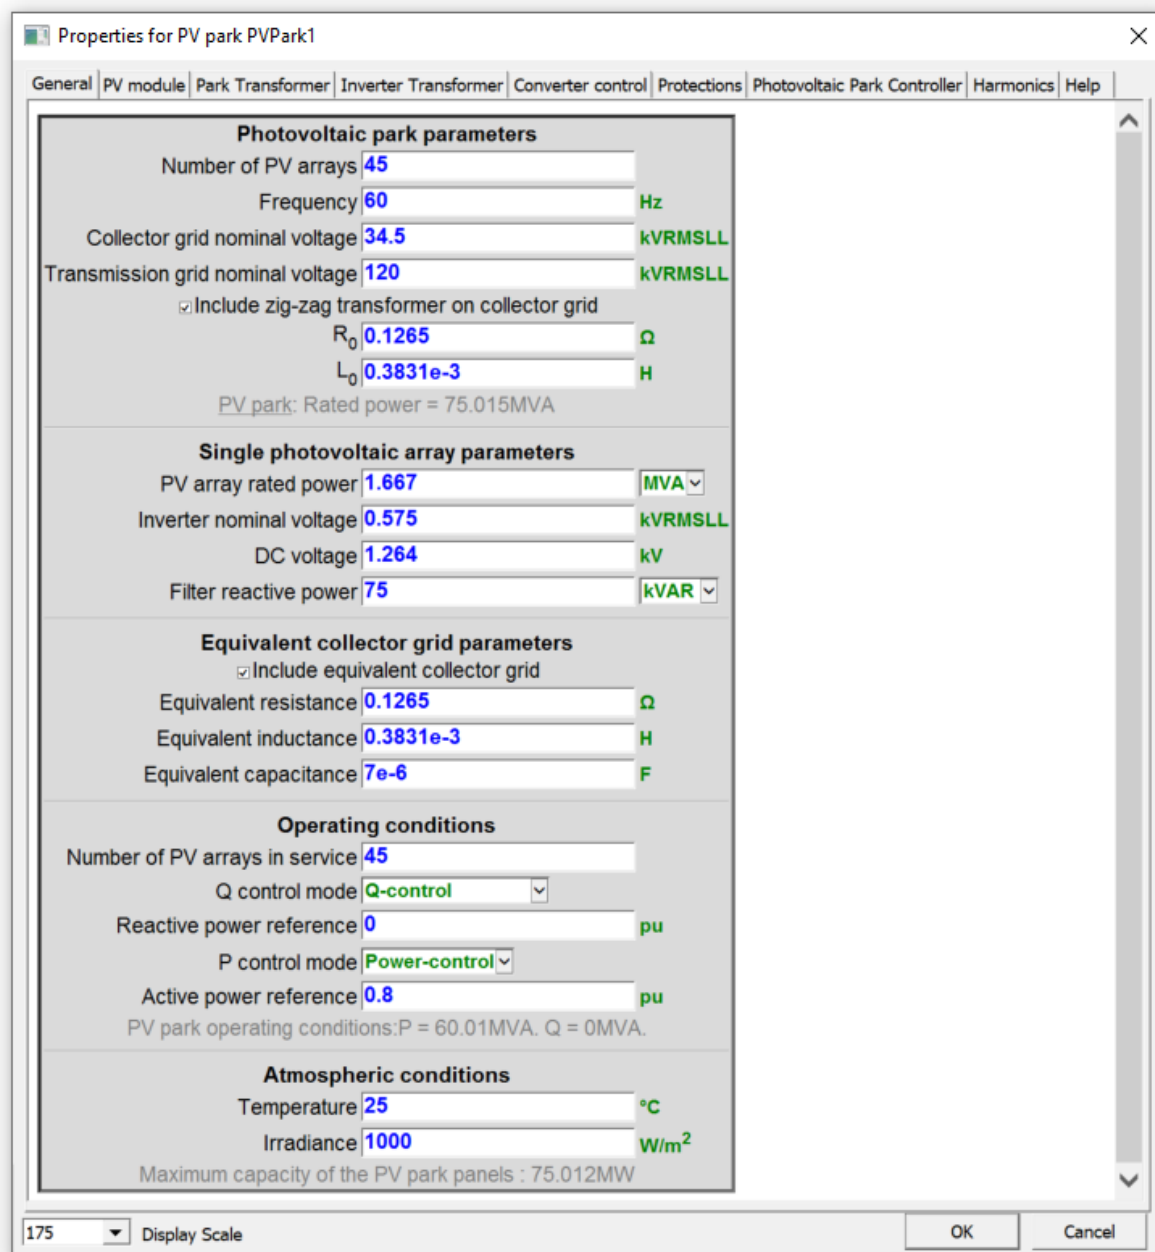 Properties for PV park PVPark1
General PV module Park Transformer Inverter Transformer Converter control Protections Photovoltaic Park Controller Harmonics Help
Photovoltaic park parameters
Number of PV arrays 45
Frequency 60 Hz
Collector grid nominal voltage 34.5 kVRMSLL
Transmission grid nominal voltage 120 kVRMSLL
Include zig-zag transformer on collector grid
R0 0.1265 Ω
L0 0.3831e-3 H
PV park: Rated power = 75.015MVA
Single photovoltaic array parameters
PV array rated power 1.667 MVA
Inverter nominal voltage 0.575 kVRMSLL
DC voltage 1.264 kV
Filter reactive power 75 kVAR
Equivalent collector grid parameters
Include equivalent collector grid
Equivalent resistance 0.1265 Ω
Equivalent inductance 0.3831e-3 H
Equivalent capacitance 7e-6 F
Operating conditions
Number of PV arrays in service 45
Q control mode Q-control
Reactive power reference 0 pu
P control mode Power-control
Active power reference 0.8 pu
PV park operating conditions:P = 60.01MVA. Q = 0MVA.
Atmospheric conditions
Temperature 25 °C
Irradiance 1000 W/m²
Maximum capacity of the PV park panels : 75.012MW
175 Display Scale OK Cancel